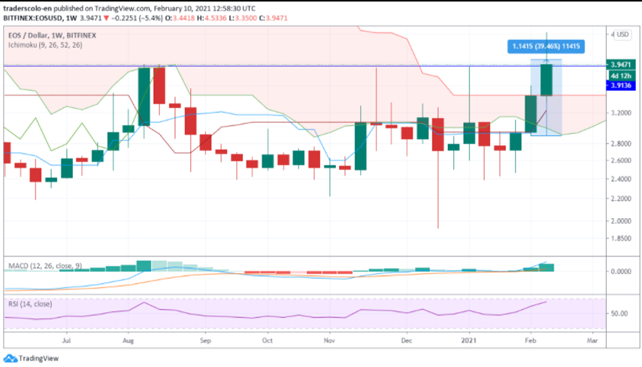 traderscolo-en published on TradingView.com, February 10, 2021 12:58:30 UTC
BITFINEX:EOSUSD, 1W 3.9471 ▼ −0.2251 (−5.4%) O:3.4418 H:4.5336 L:3.3500 C:3.9471
EOS / Dollar, 1W, BITFINEX
Ichimoku (9, 26, 52, 26)
1.1415 (39.46%) 11415
4 USD
3.9471
4d 12h
3.9136
3.2000
2.8000
2.6000
2.4000
2.2000
2.0000
1.8500
MACD (12, 26, close, 9)
0.0000
RSI (14, close)
50.00
Jul Aug Sep Oct Nov Dec 2021 Feb Mar
TradingView